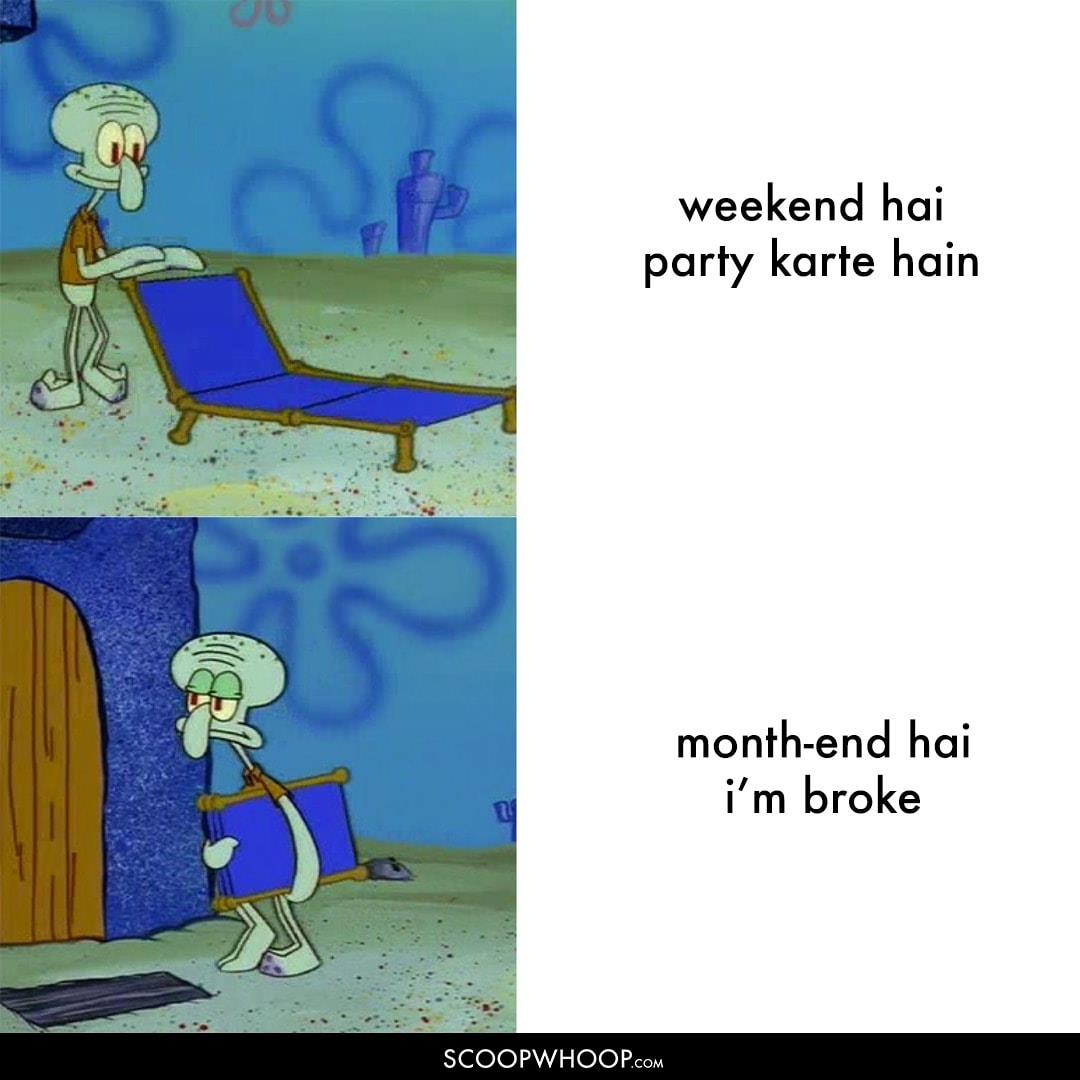 weekend hai
party karte hain
month-end hai
i'm broke
SCOOPWHOOP.COM